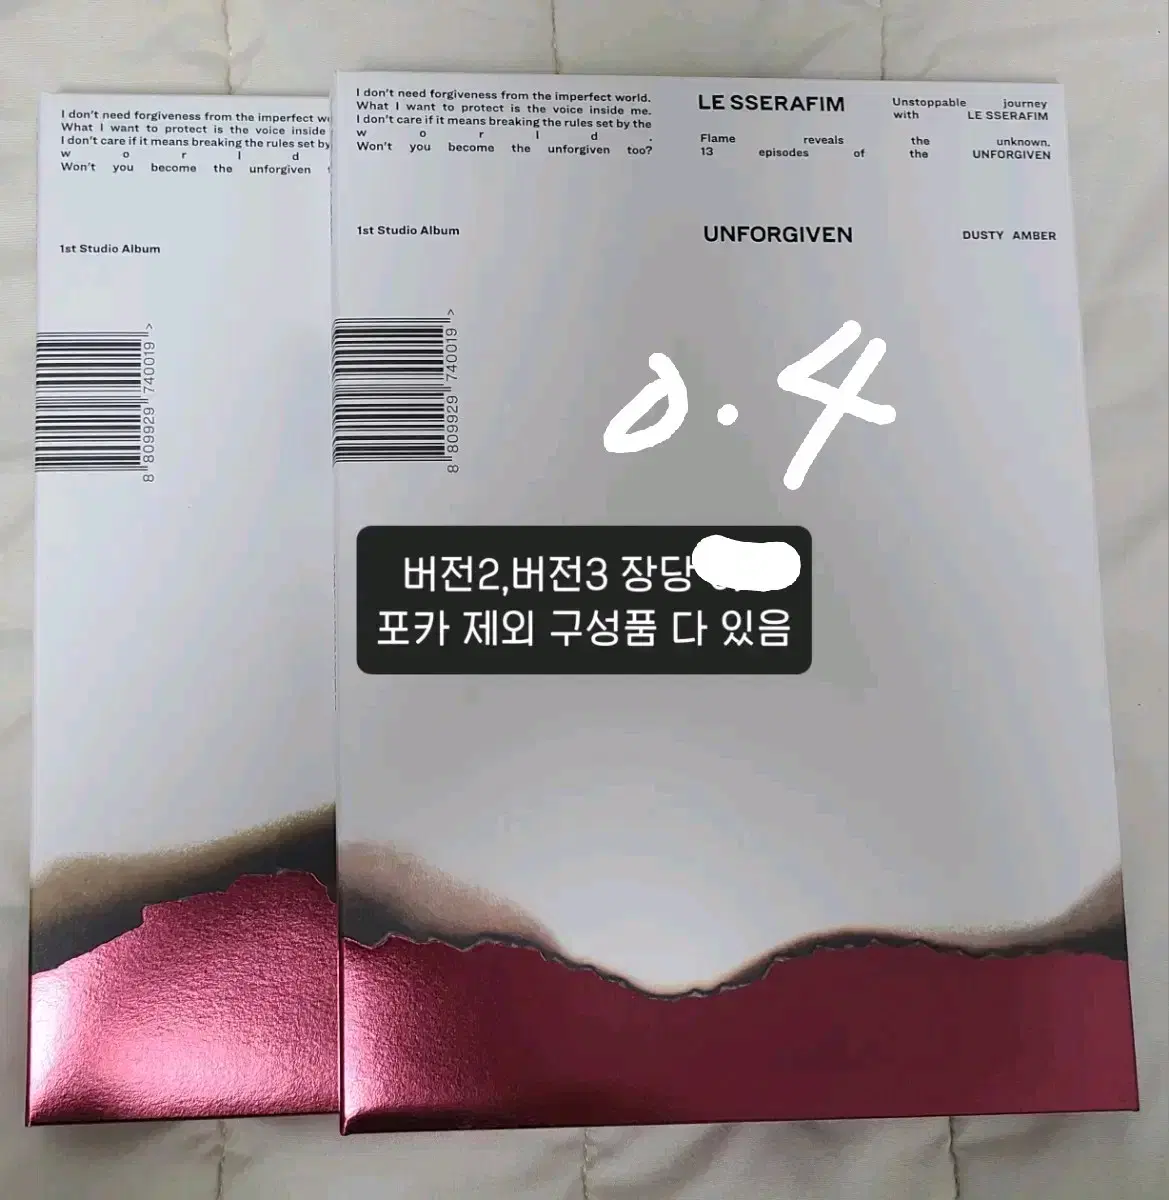 I don't need forgiveness from the imperfect
What I want to protect is the voice inside
I don't care if it means breaking the rules set by
w o r l d
Won't you become the unforgiven
1st Studio Album
8 809929 740019 >
I don't need forgiveness from the imperfect world.
What I want to protect is the voice inside me.
I don't care if it means breaking the rules set by the
w o r l d .
Won't you become the unforgiven too?
LE SSERAFIM
Flame reveals the unknown.
13 episodes of the UNFORGIVEN
Unstoppable journey
with LE SSERAFIM
1st Studio Album
UNFORGIVEN
DUSTY AMBER
8 809929 740019 >
0.4
버전2,버전3 장당
포카 제외 구성품 다 있음